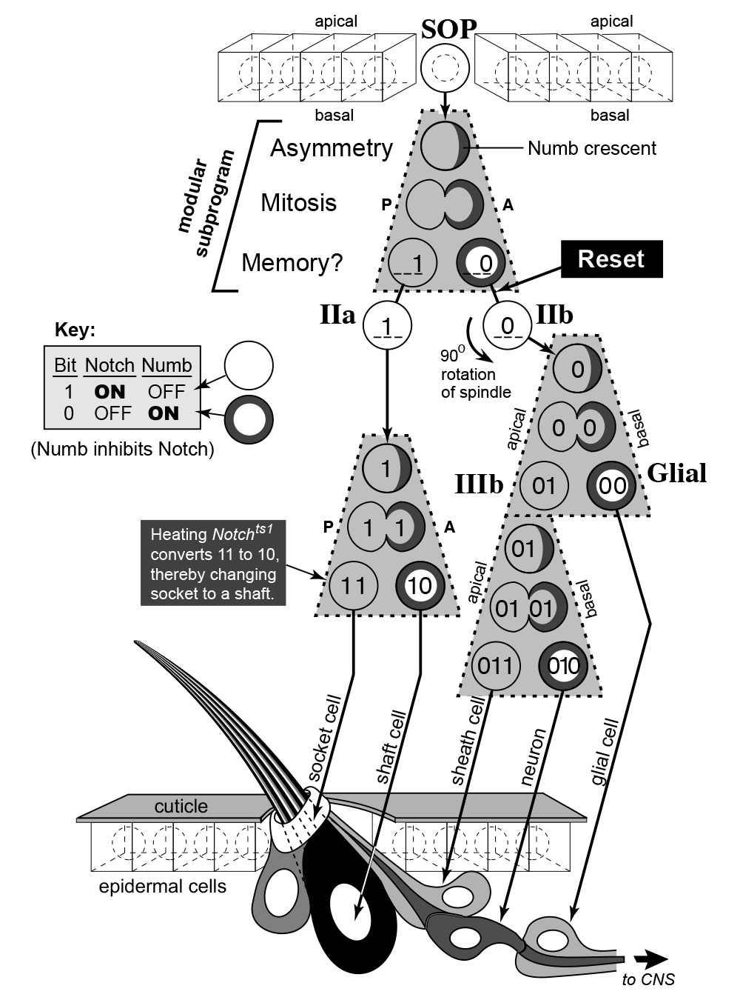 apical
SOP
apical
basal
basal
modular
subprogram
Asymmetry
Numb crescent
Mitosis
P
A
Memory?
_ _ 1
_ _ 0
Reset
IIa
_ 1 _ _
_ 0 _ _
IIb
90o
rotation
of spindle
Key:
Bit Notch Numb
1 ON OFF
0 OFF ON
(Numb inhibits Notch)
0
apical
0 0
basal
IIIb
01
00
Glial
1
P
1 1
A
Heating Notchts1
converts 11 to 10,
thereby changing
socket to a shaft.
11
10
01
apical
01 01
basal
011
010
socket cell
shaft cell
sheath cell
neuron
glial cell
cuticle
epidermal cells
to CNS